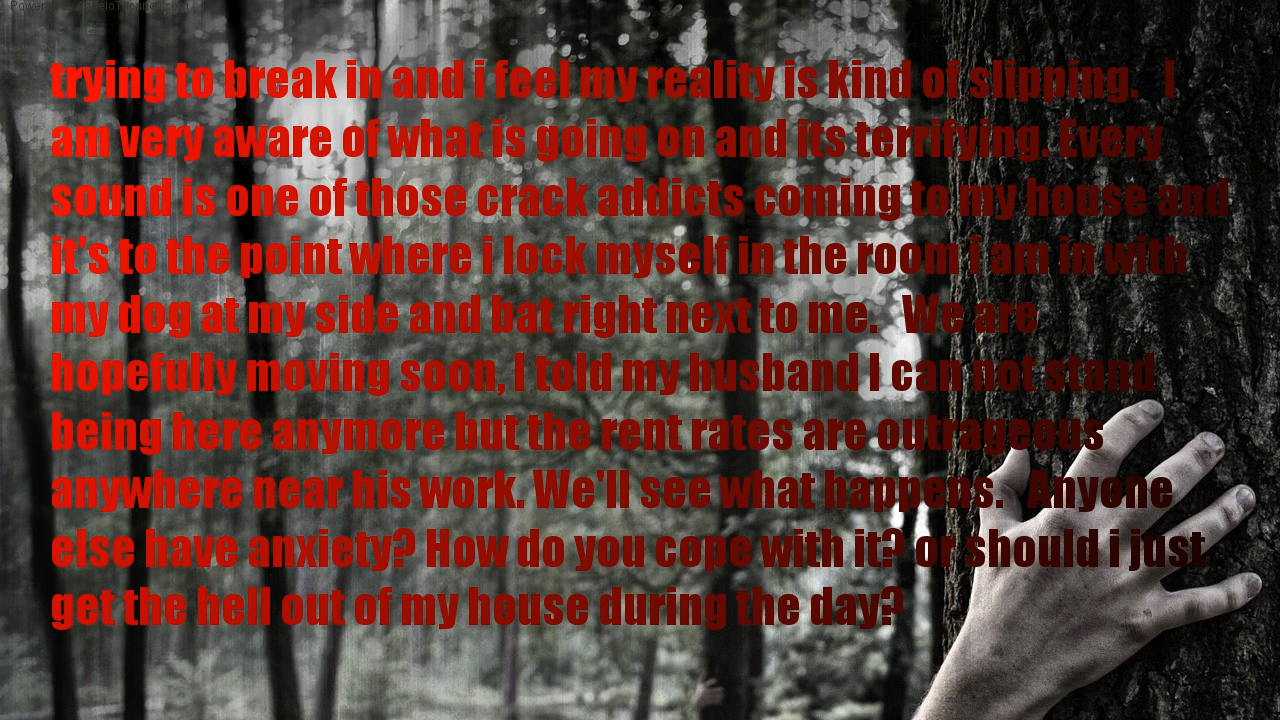 trying to break in and i feel my reality is kind of slipping. I
am very aware of what is going on and its terrifying. Every
sound is one of those crack addicts coming to my house and
it's to the point where i lock myself in the room i am in with
my dog at my side and bat right next to me. We are
hopefully moving soon, I told my husband I can not stand
being here anymore but the rent rates are outrageous
anywhere near his work. We'll see what happens. Anyone
else have anxiety? How do you cope with it? or should i just
get the hell out of my house during the day?